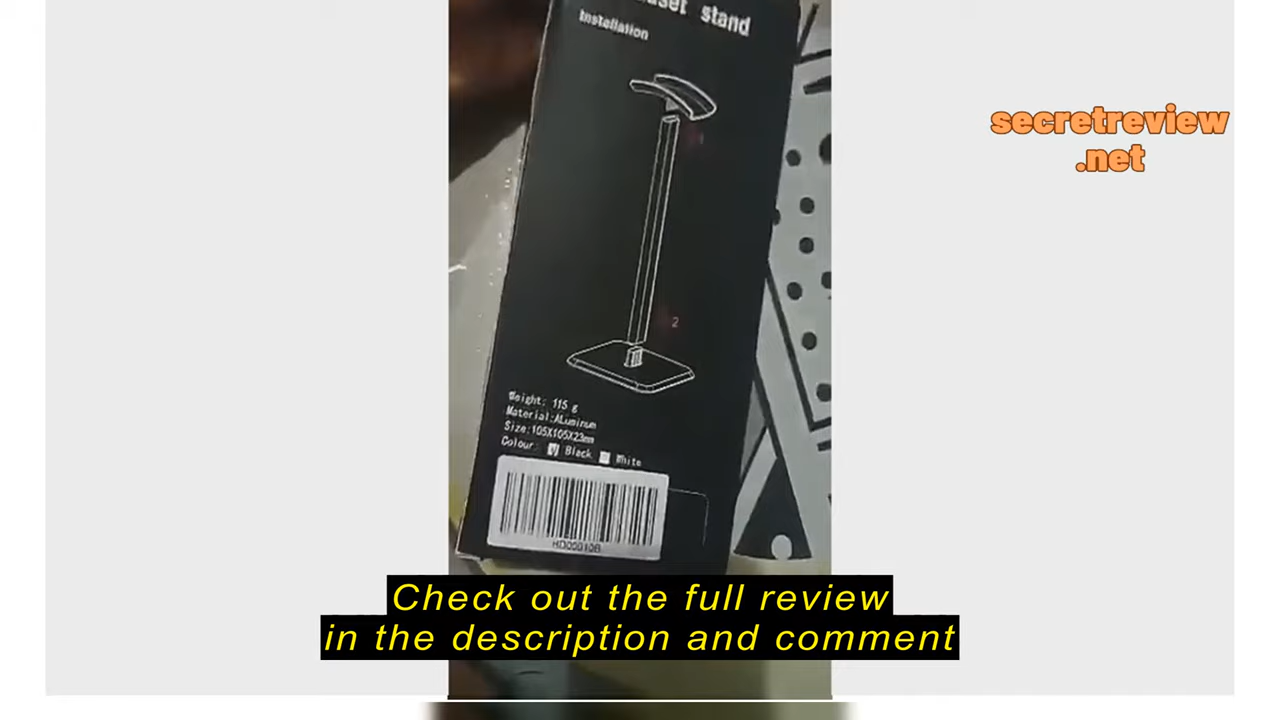 stand
Installation
secretreview
.net
2
Weight: 115 g
Material:Aluminum
Size:105X105X23mm
Colour: Black White
Check out the full review
in the description and comment